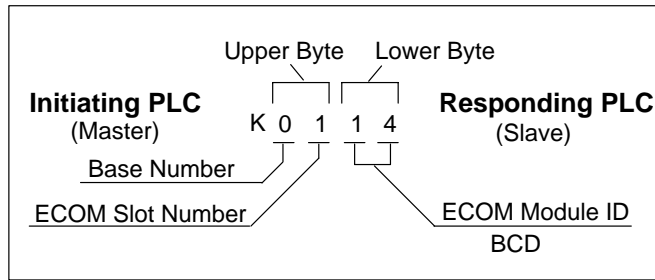 Upper Byte Lower Byte
Initiating PLC K 0 1 1 4 Responding PLC
(Master) (Slave)
Base Number
ECOM Slot Number ECOM Module ID
BCD